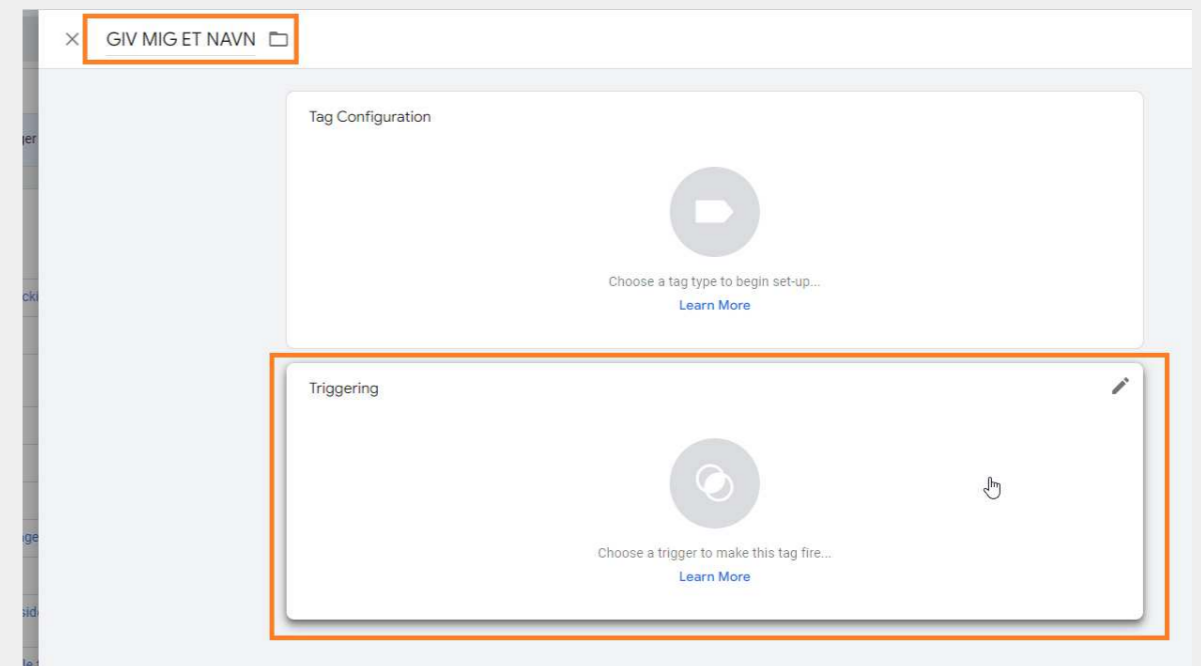 GIV MIG ET NAVN
Tag Configuration
Choose a tag type to begin set-up...
Learn More
Triggering
Choose a trigger to make this tag fire...
Learn More